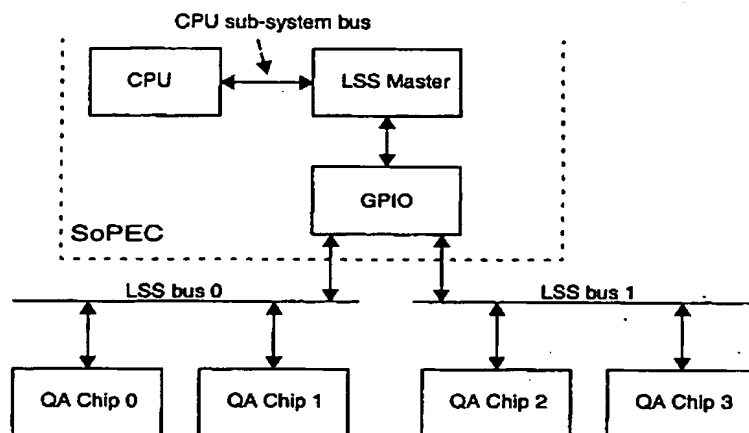 CPU sub-system bus
CPU
LSS Master
GPIO
SoPEC
LSS bus 0
LSS bus 1
QA Chip 0
QA Chip 1
QA Chip 2
QA Chip 3